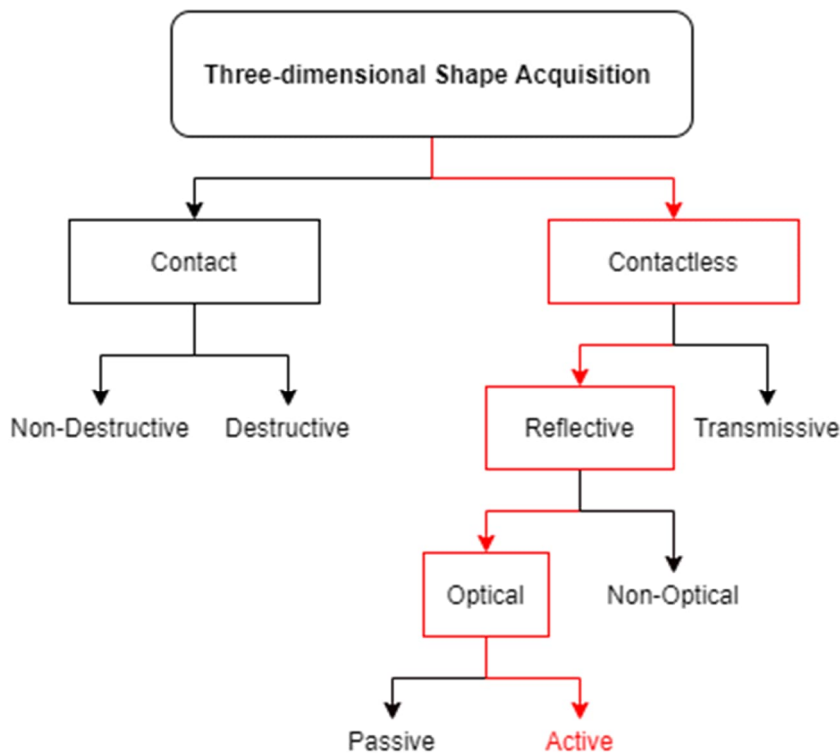 Three-dimensional Shape Acquisition
Contact
Contactless
Non-Destructive
Destructive
Reflective
Transmissive
Optical
Non-Optical
Passive
Active